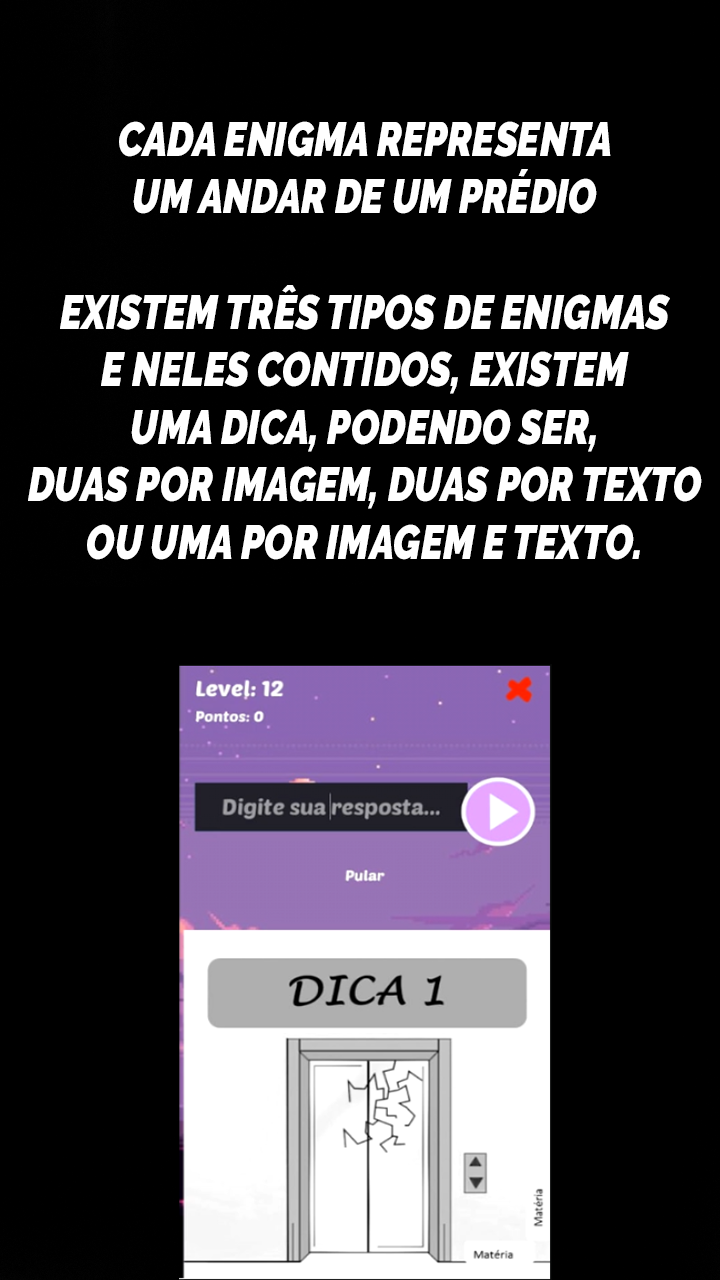 CADA ENIGMA REPRESENTA
UM ANDAR DE UM PRÉDIO
EXISTEM TRÊS TIPOS DE ENIGMAS
E NELES CONTIDOS, EXISTEM
UMA DICA, PODENDO SER,
DUAS POR IMAGEM, DUAS POR TEXTO
OU UMA POR IMAGEM E TEXTO.
Level: 12
Pontos: 0
Digite sua resposta...
Pular
DICA 1
Matéria
Matéria